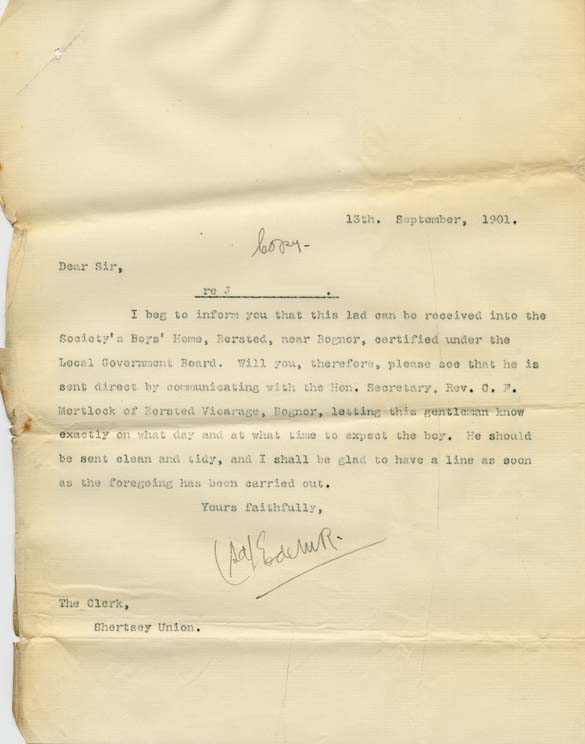 13th. September, 1901.
Copy-
Dear Sir,
re J .
I beg to inform you that this lad can be received into the
Society's Boys' Home, Bersted, near Bognor, certified under the
Local Government Board. Will you, therefore, please see that he is
sent direct by communicating with the Hon. Secretary, Rev. C. F.
Mortlock of Bersted Vicarage, Bognor, letting this gentleman know
exactly on what day and at what time to expect the boy. He should
be sent clean and tidy, and I shall be glad to have a line as soon
as the foregoing has been carried out.
Yours faithfully,
(Sd) E de M R.
The Clerk,
Shertsey Union.